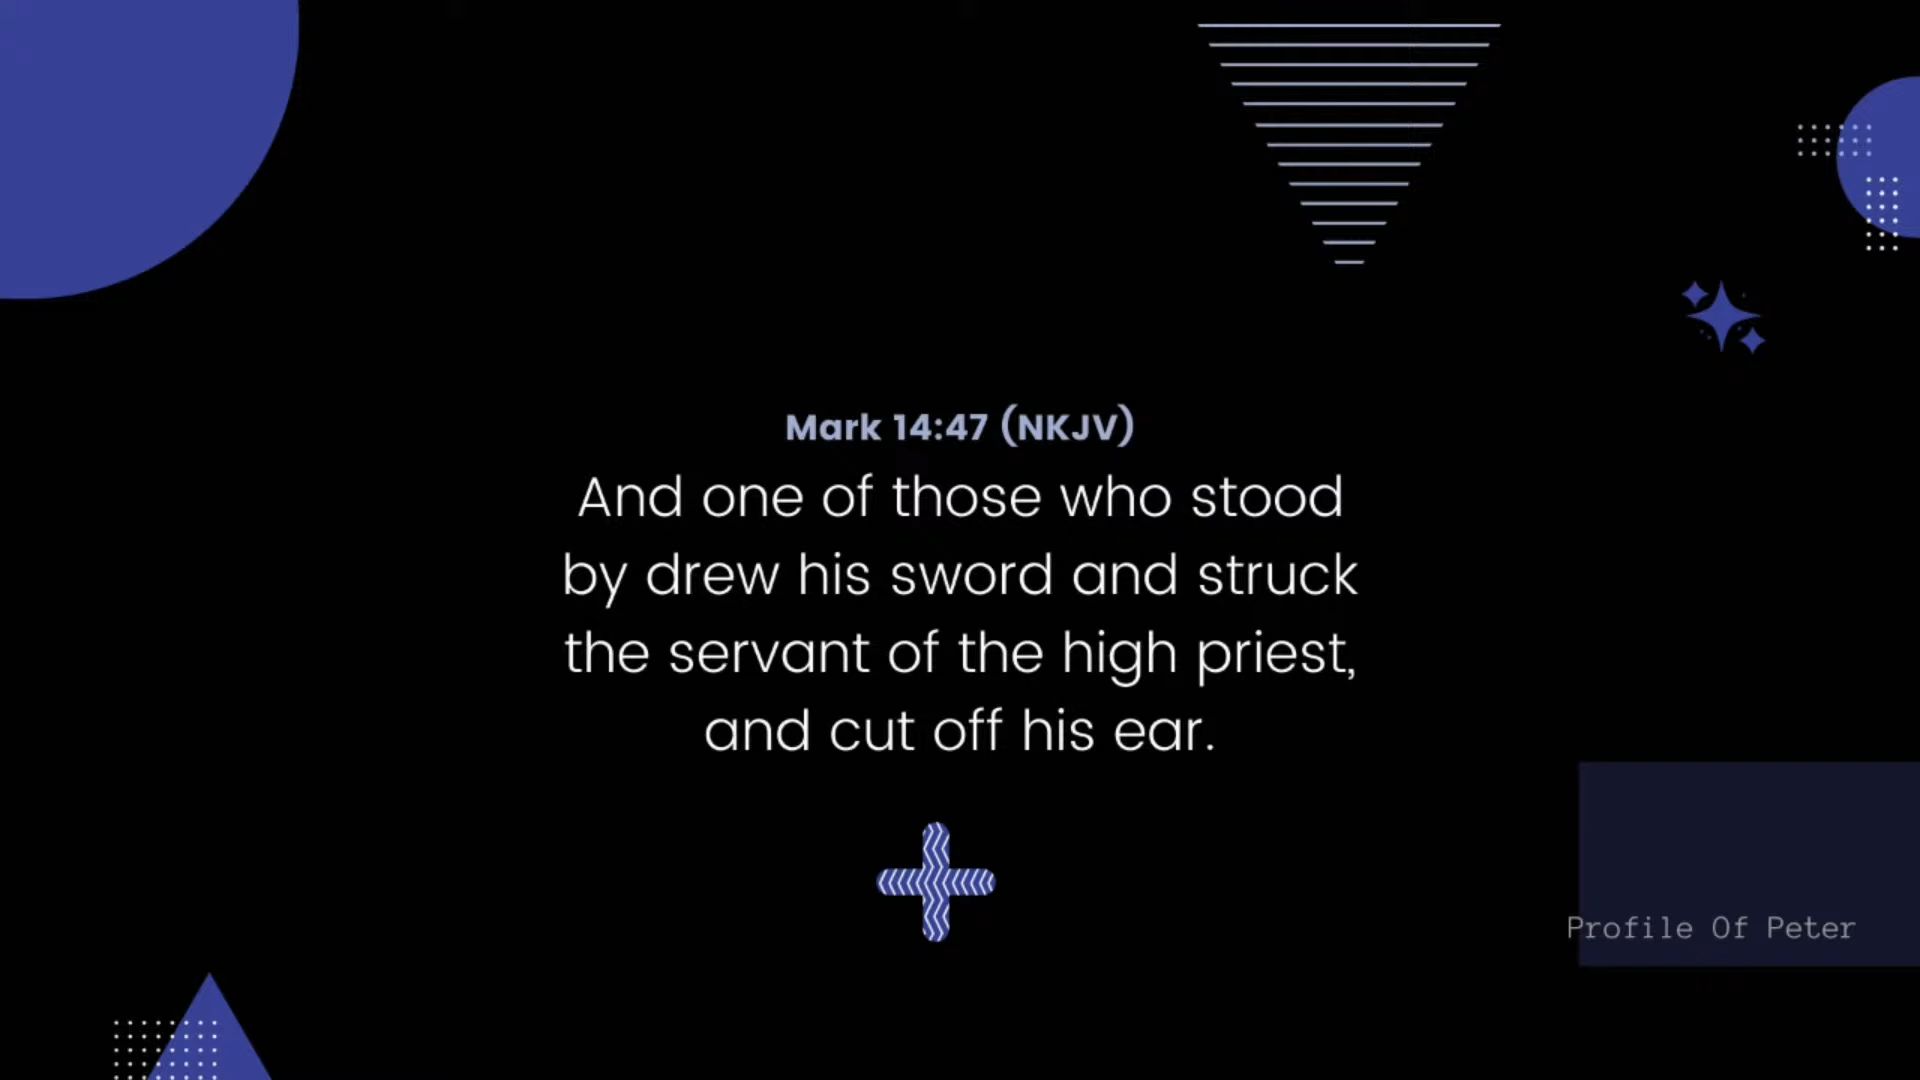 Mark 14:47 (NKJV)
And one of those who stood
by drew his sword and struck
the servant of the high priest,
and cut off his ear.
Profile Of Peter